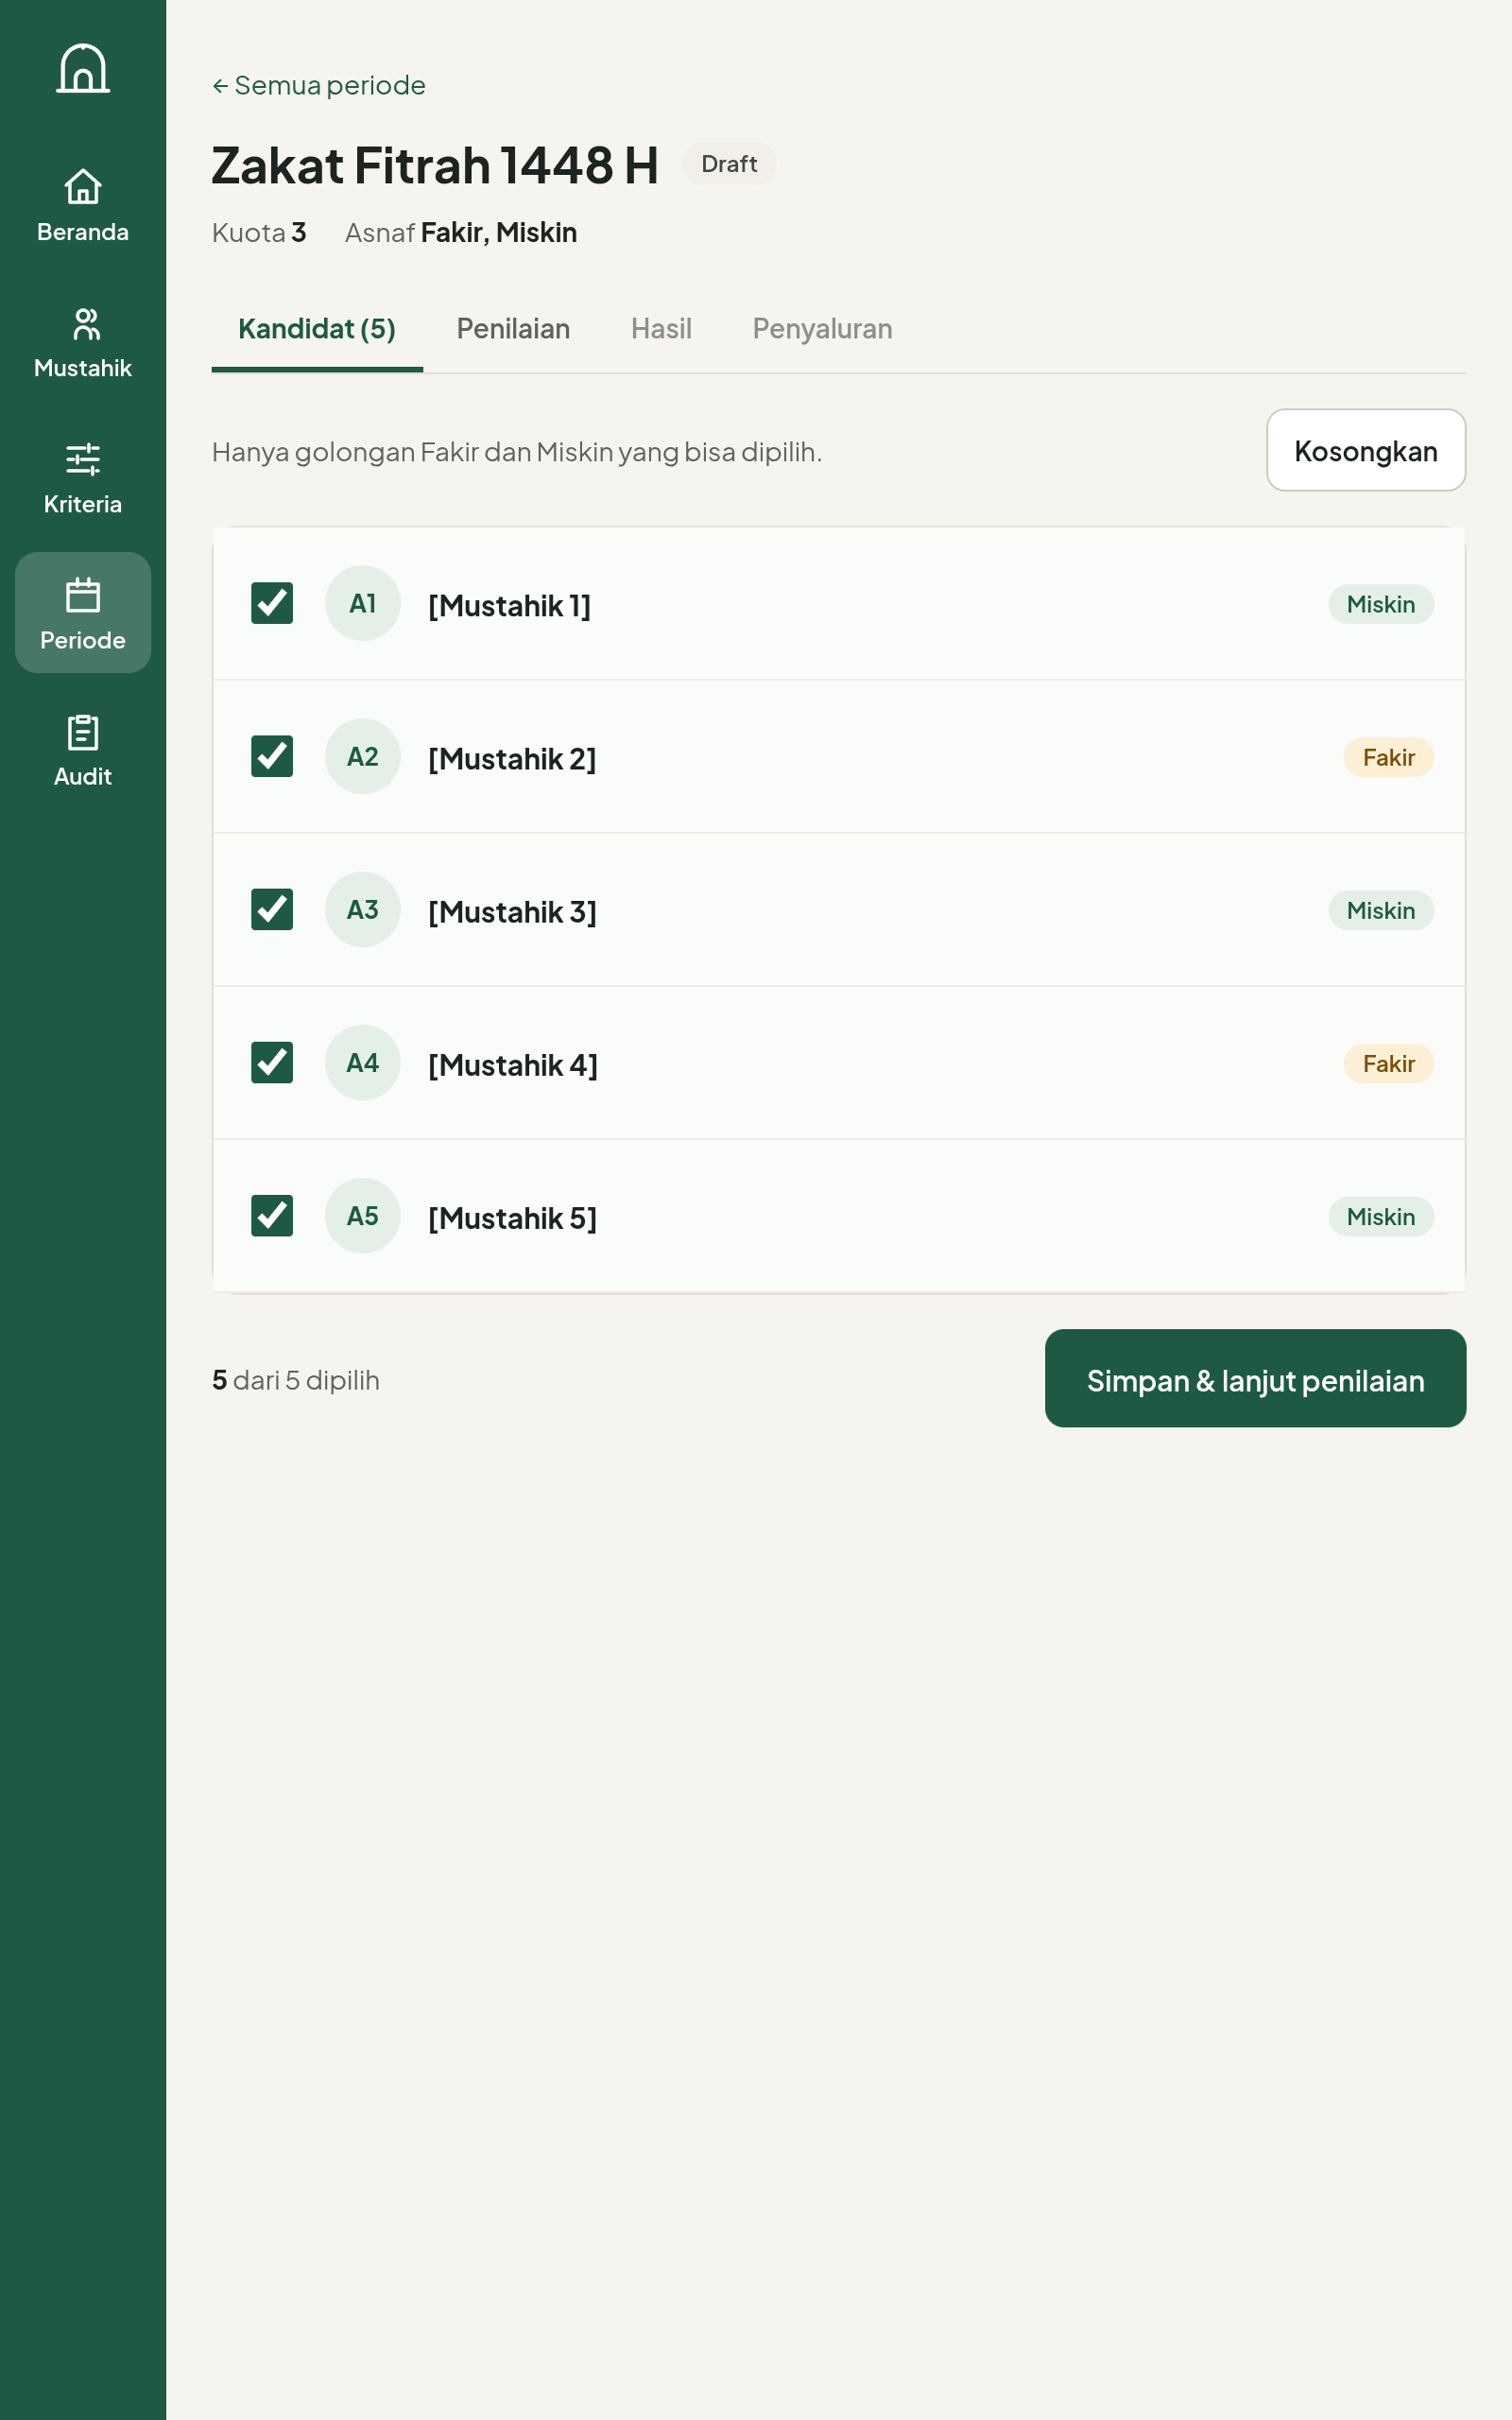 Beranda
Mustahik
Kriteria
Periode
Audit
← Semua periode
Zakat Fitrah 1448 H Draft
Kuota 3 Asnaf Fakir, Miskin
Kandidat (5) Penilaian Hasil Penyaluran
Hanya golongan Fakir dan Miskin yang bisa dipilih. Kosongkan
A1 [Mustahik 1] Miskin
A2 [Mustahik 2] Fakir
A3 [Mustahik 3] Miskin
A4 [Mustahik 4] Fakir
A5 [Mustahik 5] Miskin
5 dari 5 dipilih Simpan & lanjut penilaian